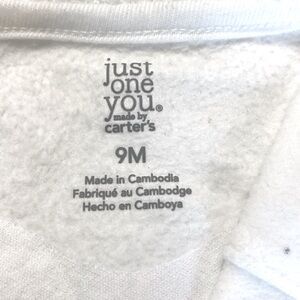 just
one
you®
made by
carter's
9M
Made in Cambodia
Fabriqué au Cambodge
Hecho en Camboya